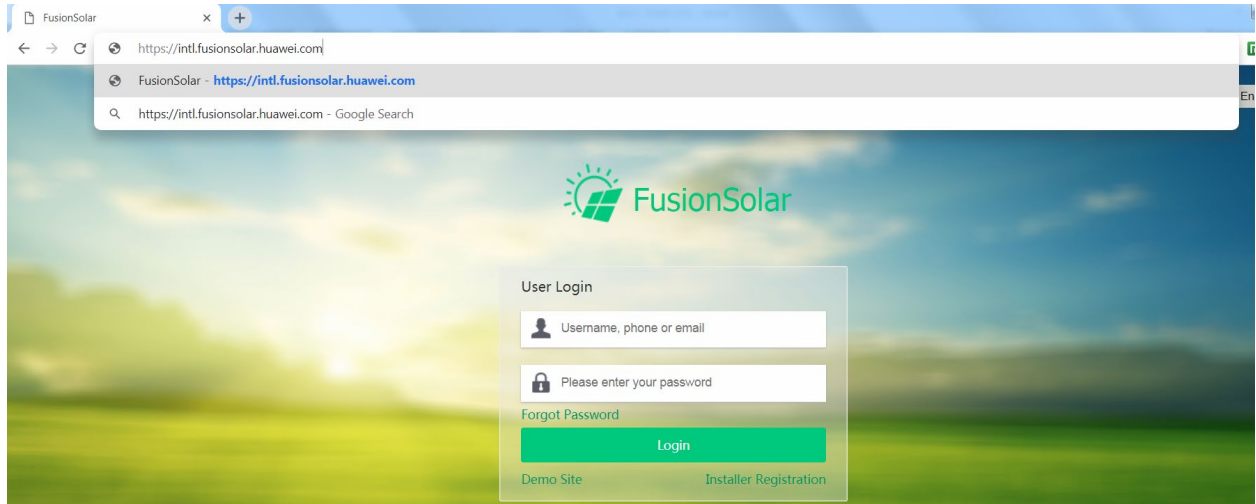 FusionSolar
https://intl.fusionsolar.huawei.com
FusionSolar - https://intl.fusionsolar.huawei.com
En
https://intl.fusionsolar.huawei.com - Google Search
FusionSolar
User Login
Username, phone or email
Please enter your password
Forgot Password
Login
Demo Site Installer Registration